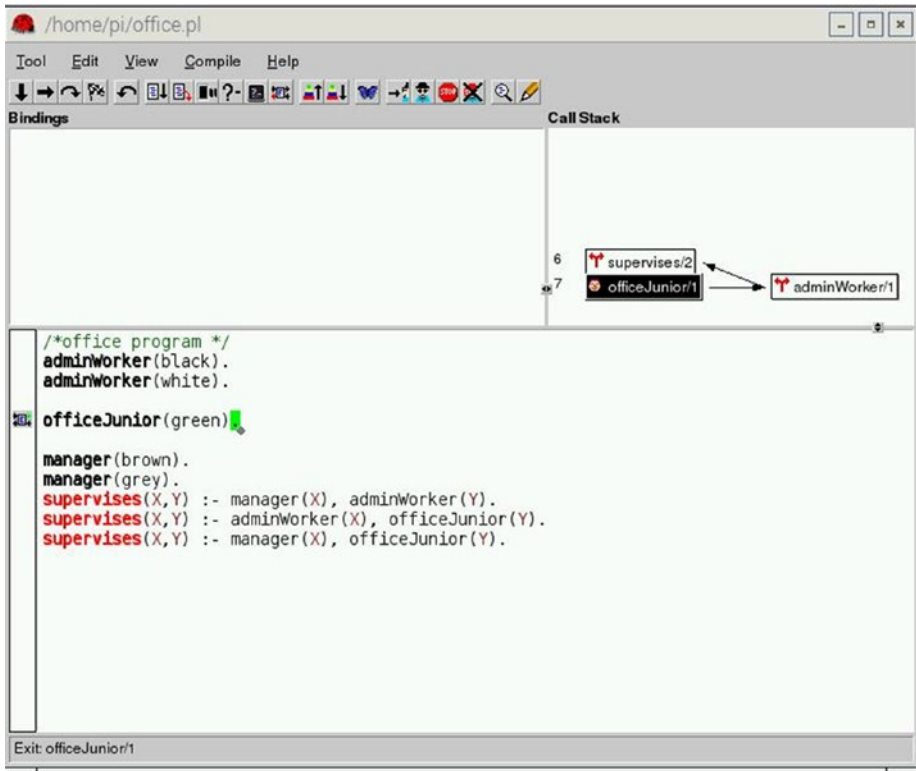 /home/pi/office.pl
Tool Edit View Compile Help
Bindings
Call Stack
6 supervises/2
7 officeJunior/1 adminWorker/1
/*office program */
adminWorker(black).
adminWorker(white).
officeJunior(green).
manager(brown).
manager(grey).
supervises(X,Y) :- manager(X), adminWorker(Y).
supervises(X,Y) :- adminWorker(X), officeJunior(Y).
supervises(X,Y) :- manager(X), officeJunior(Y).
Exit: officeJunior/1